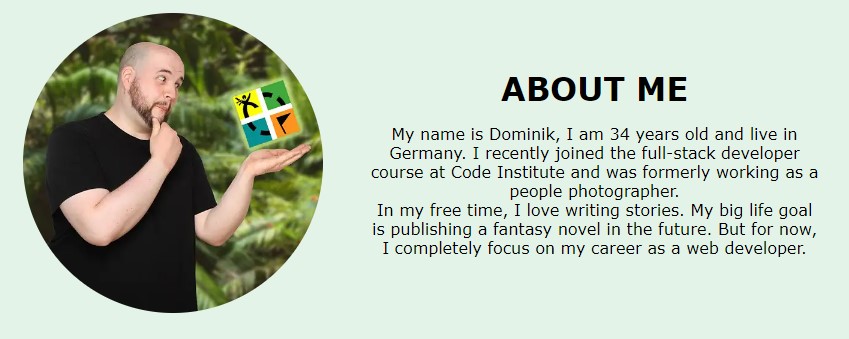 ABOUT ME
My name is Dominik, I am 34 years old and live in
Germany. I recently joined the full-stack developer
course at Code Institute and was formerly working as a
people photographer.
In my free time, I love writing stories. My big life goal
is publishing a fantasy novel in the future. But for now,
I completely focus on my career as a web developer.